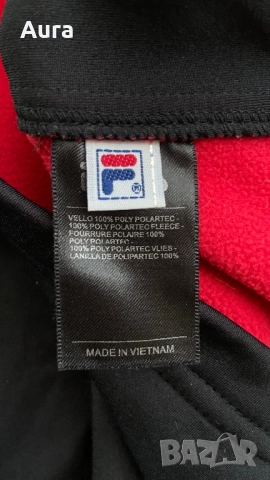 Aura
F
®
VELLO 100% POLY POLARTEC -
100% POLY POLARTEC FLEECE -
FOURRURE POLAIRE 100%
POLY POLARTEC -
100% POLY POLARTEC VLIES -
LANILLA DE POLIPARTEC 100%
MADE IN VIETNAM
BAZAR